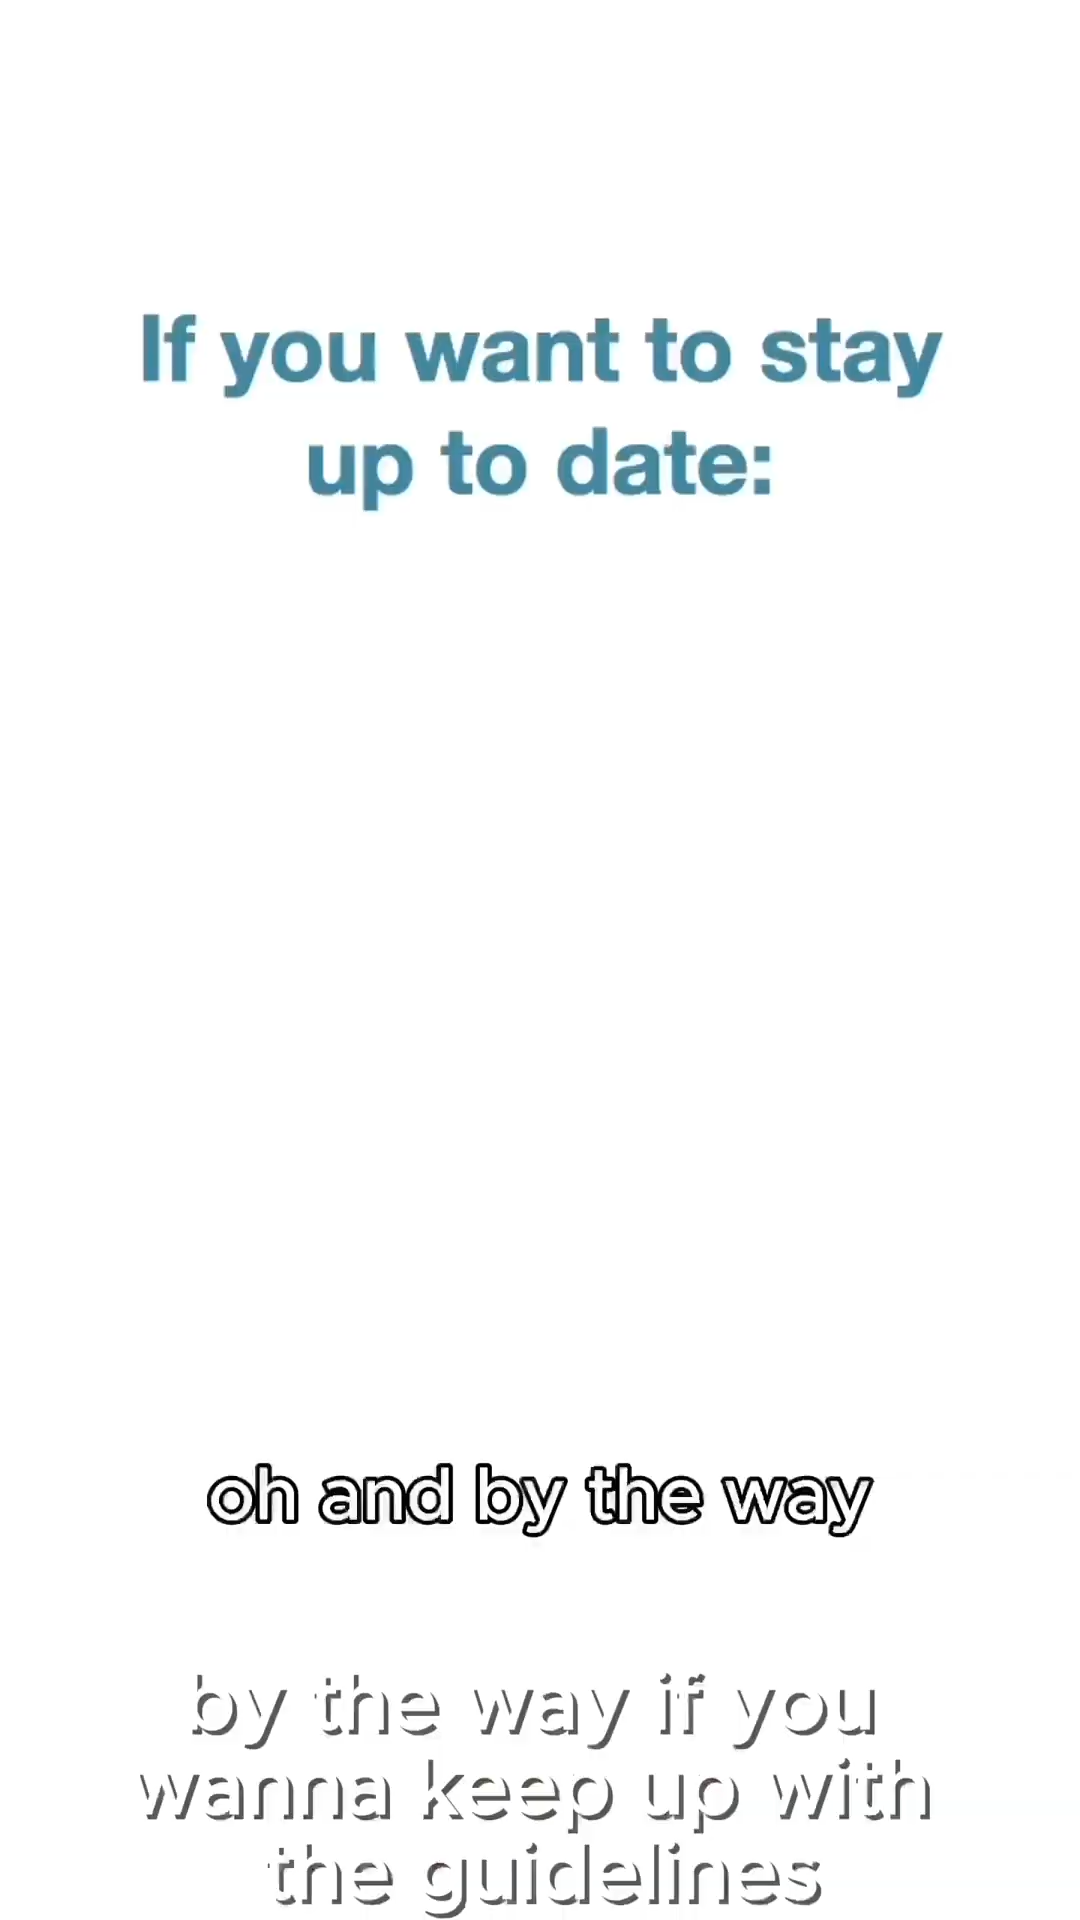 If you want to stay
up to date:
oh and by the way
by the way if you
wanna keep up with
the guidelines